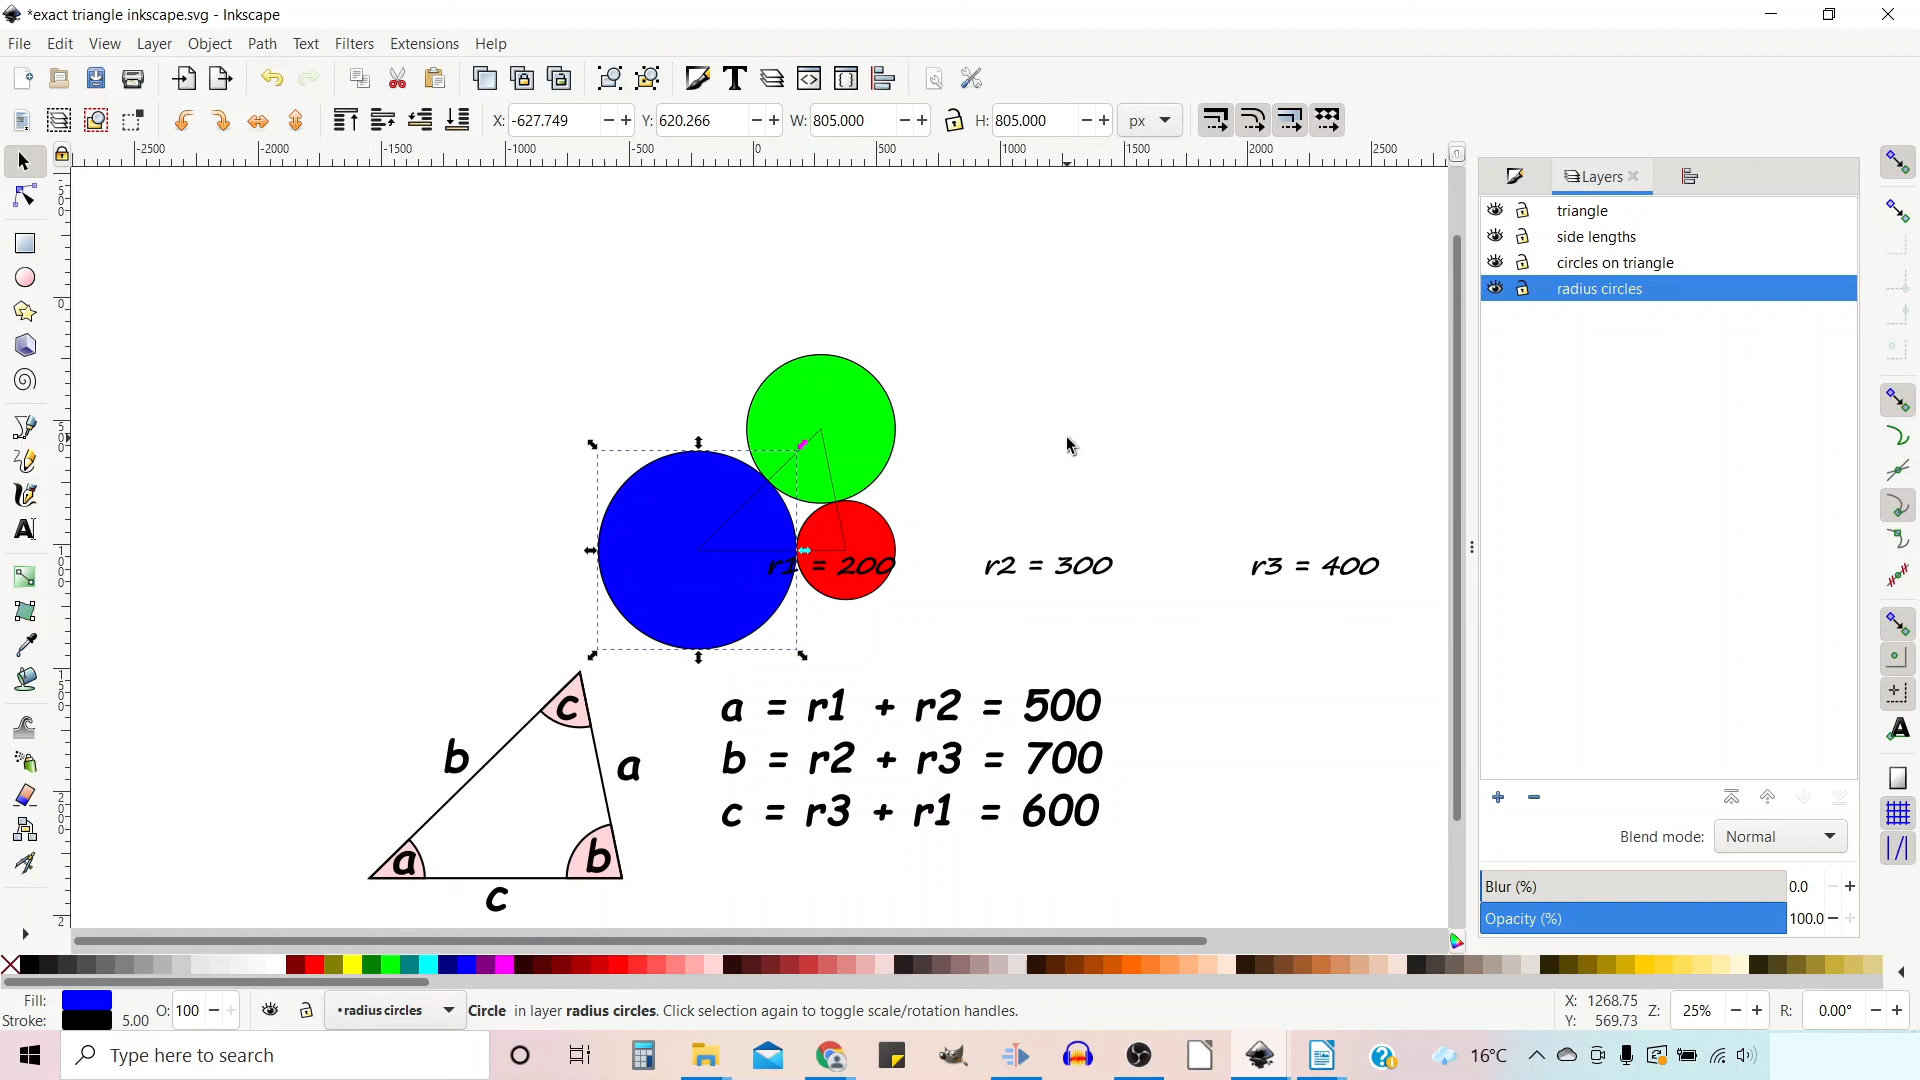 *exact triangle inkscape.svg - Inkscape
File Edit View Layer Object Path Text Filters Extensions Help
X: -627.749 Y: 620.266 W: 805.000 H: 805.000 px
-2500 -2000 -1500 -1000 -500 0 500 1000 1500 2000 2500
Layers
triangle
side lengths
circles on triangle
radius circles
r1 = 200 r2 = 300 r3 = 400
a = r1 + r2 = 500
b = r2 + r3 = 700
c = r3 + r1 = 600
c
b
a
a
b
c
Blend mode: Normal
Blur (%) 0.0
Opacity (%) 100.0
Fill:
Stroke: 5.00
O: 100
•radius circles
Circle in layer radius circles. Click selection again to toggle scale/rotation handles.
X: 1268.75
Y: 569.73
Z: 25%
R: 0.00°
Type here to search
16°C